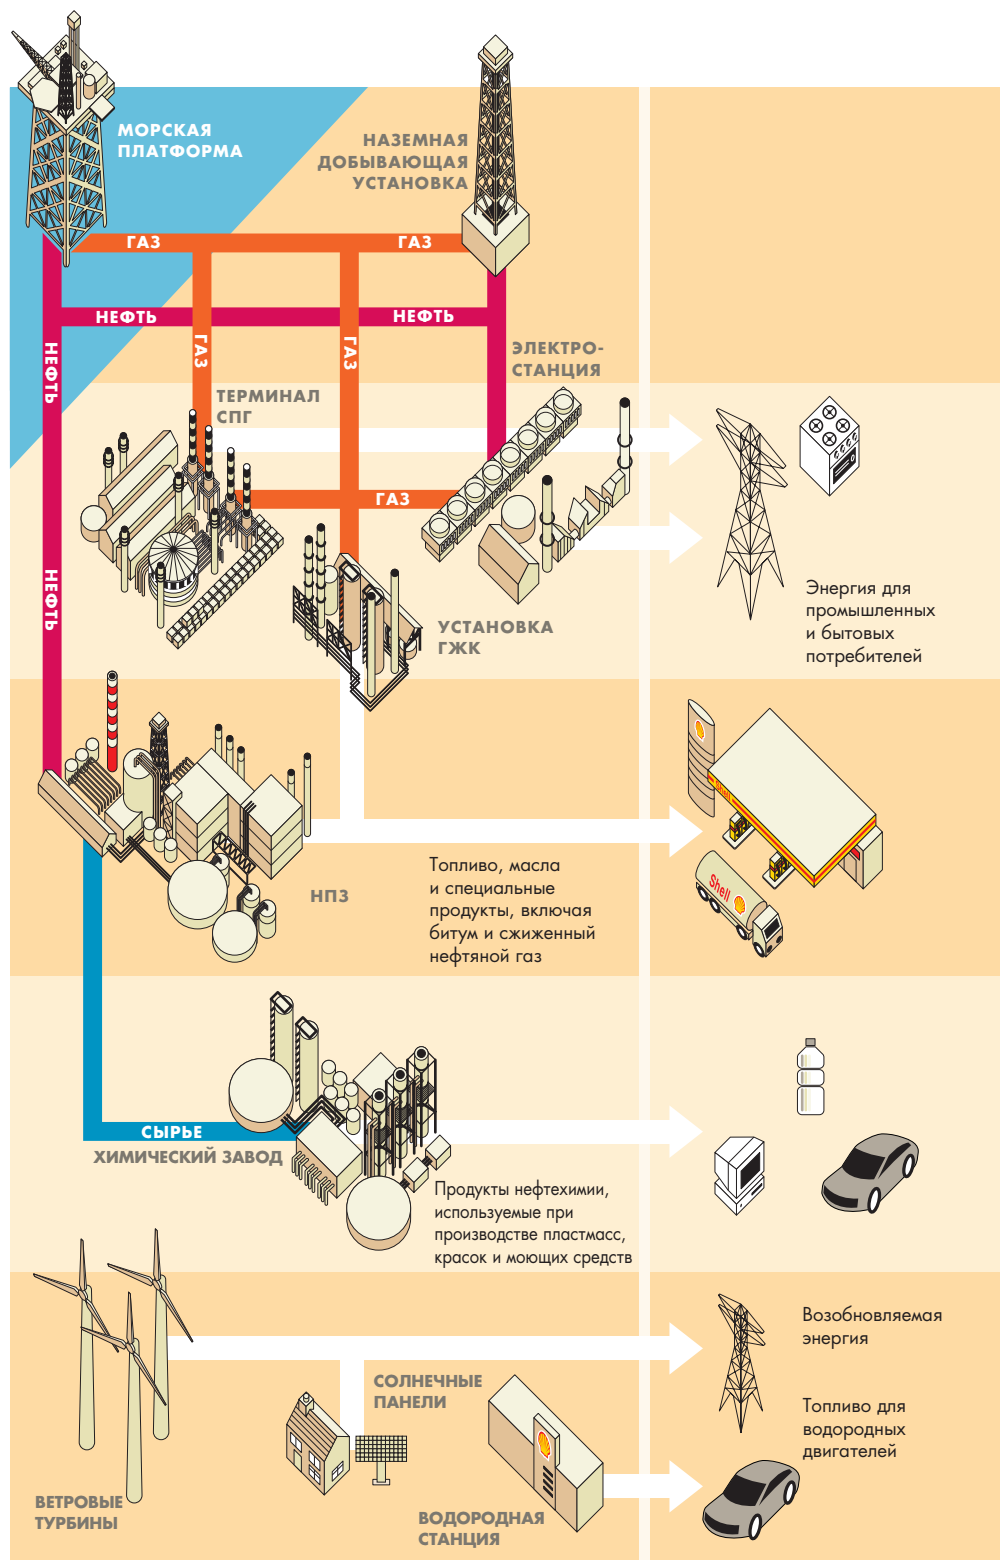 МОРСКАЯ
ПЛАТФОРМА
НАЗЕМНАЯ
ДОБЫВАЮЩАЯ
УСТАНОВКА
ГАЗ
ГАЗ
НЕФТЬ
НЕФТЬ
НЕФТЬ
ГАЗ
ГАЗ
ЭЛЕКТРО-
СТАНЦИЯ
ТЕРМИНАЛ
СПГ
ГАЗ
НЕФТЬ
Энергия для
промышленных
и бытовых
потребителей
УСТАНОВКА
ГЖК
Shell
Shell
Топливо, масла
и специальные
продукты, включая
битум и сжиженный
нефтяной газ
НПЗ
СЫРЬЕ
ХИМИЧЕСКИЙ ЗАВОД
Продукты нефтехимии,
используемые при
производстве пластмасс,
красок и моющих средств
Возобновляемая
энергия
СОЛНЕЧНЫЕ
ПАНЕЛИ
Топливо для
водородных
двигателей
ВЕТРОВЫЕ
ТУРБИНЫ
ВОДОРОДНАЯ
СТАНЦИЯ